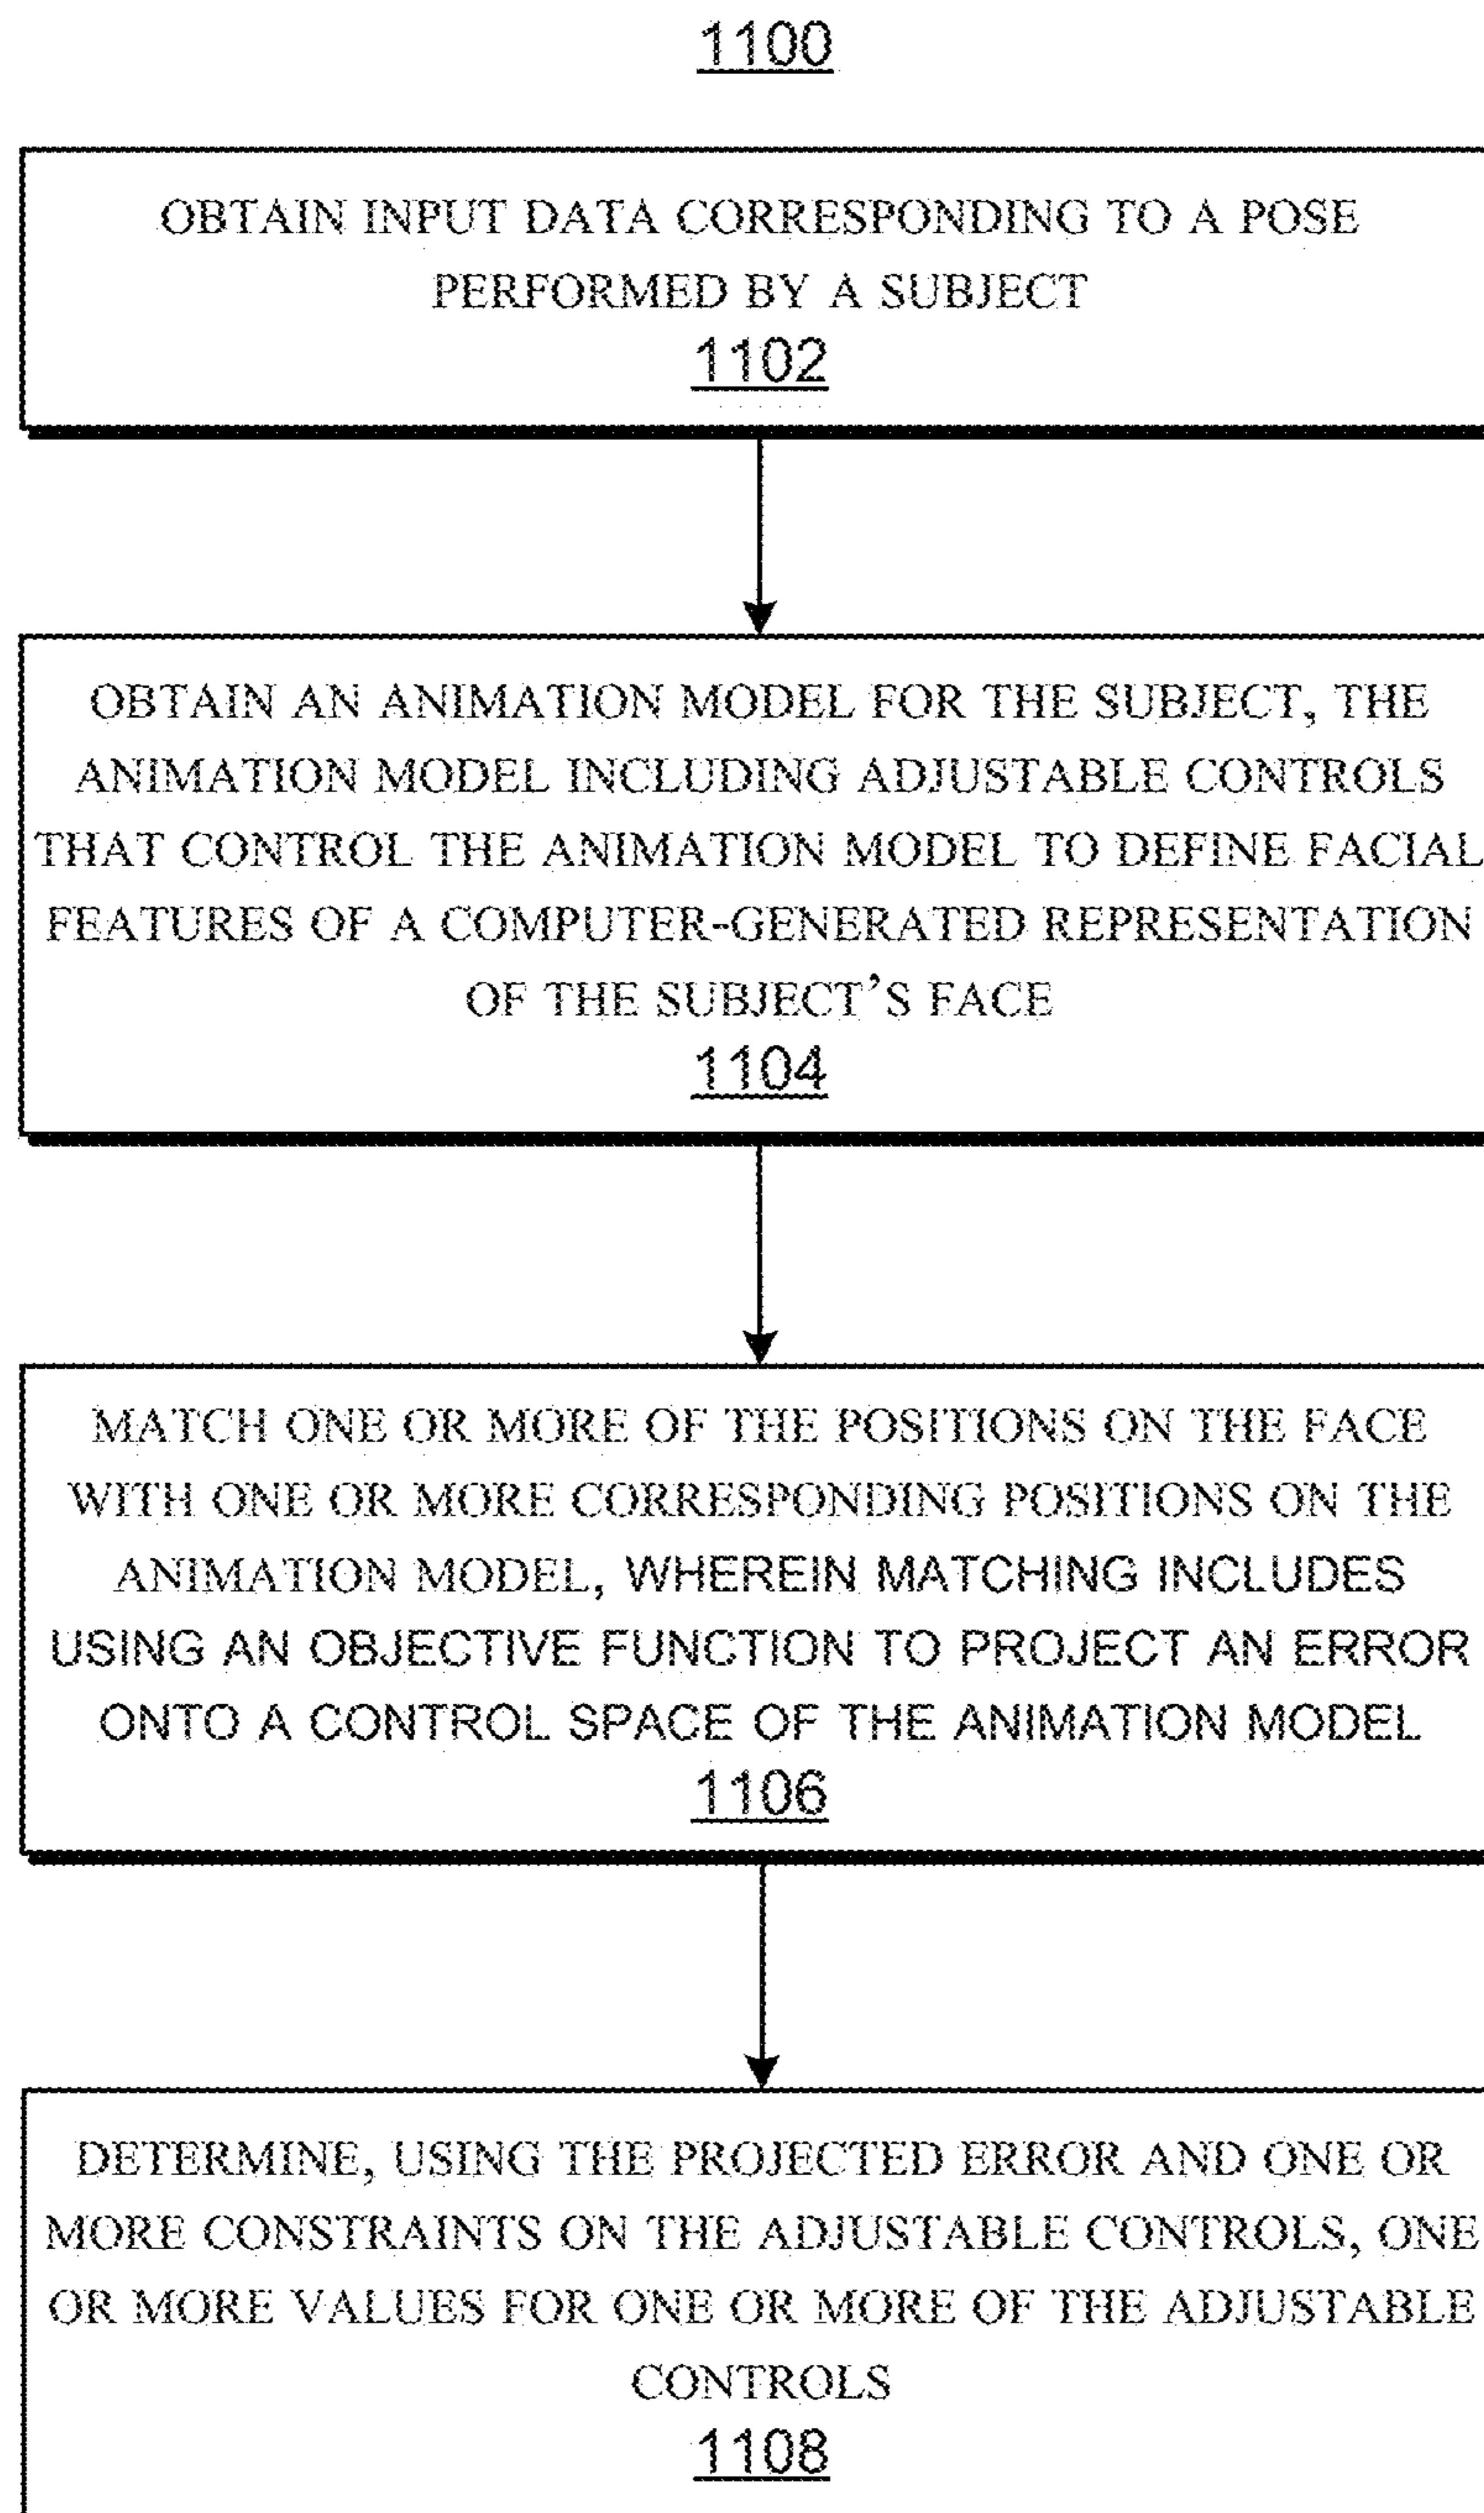 1100
OBTAIN INPUT DATA CORRESPONDING TO A POSE
PERFORMED BY A SUBJECT
1102
OBTAIN AN ANIMATION MODEL FOR THE SUBJECT, THE
ANIMATION MODEL INCLUDING ADJUSTABLE CONTROLS
THAT CONTROL THE ANIMATION MODEL TO DEFINE FACIAL
FEATURES OF A COMPUTER-GENERATED REPRESENTATION
OF THE SUBJECT’S FACE
1104
MATCH ONE OR MORE OF THE POSITIONS ON THE FACE
WITH ONE OR MORE CORRESPONDING POSITIONS ON THE
ANIMATION MODEL, WHEREIN MATCHING INCLUDES
USING AN OBJECTIVE FUNCTION TO PROJECT AN ERROR
ONTO A CONTROL SPACE OF THE ANIMATION MODEL
1106
DETERMINE, USING THE PROJECTED ERROR AND ONE OR
MORE CONSTRAINTS ON THE ADJUSTABLE CONTROLS, ONE
OR MORE VALUES FOR ONE OR MORE OF THE ADJUSTABLE
CONTROLS
1108